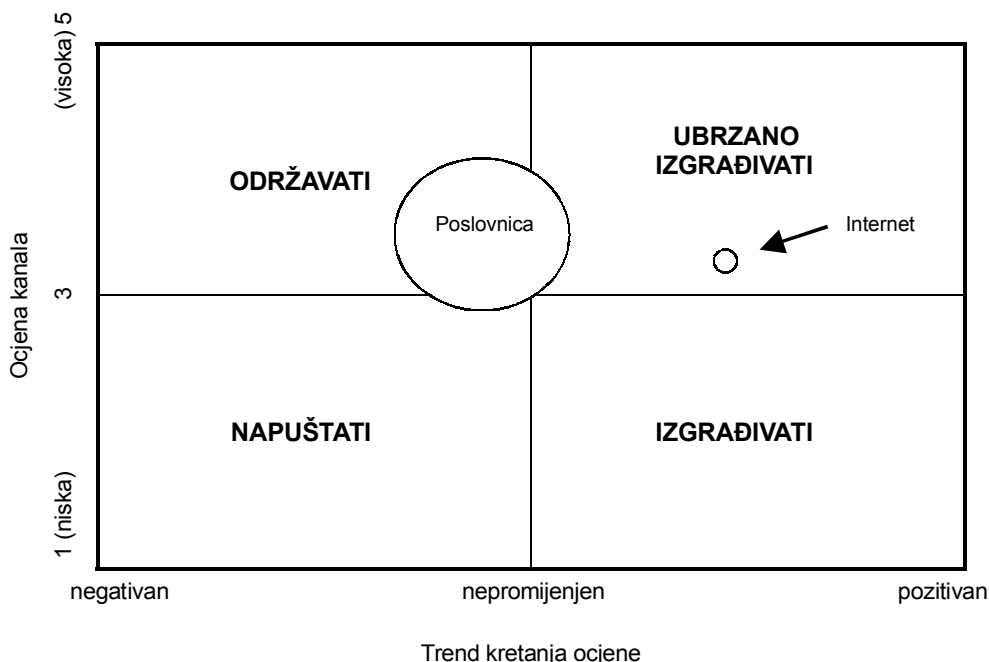 (visoka) 5
UBRZANO
IZGRAĐIVATI
ODRŽAVATI
Poslovnica
Internet
Ocjena kanala
3
NAPUŠTATI
IZGRAĐIVATI
1 (niska)
negativan
nepromijenjen
pozitivan
Trend kretanja ocjene